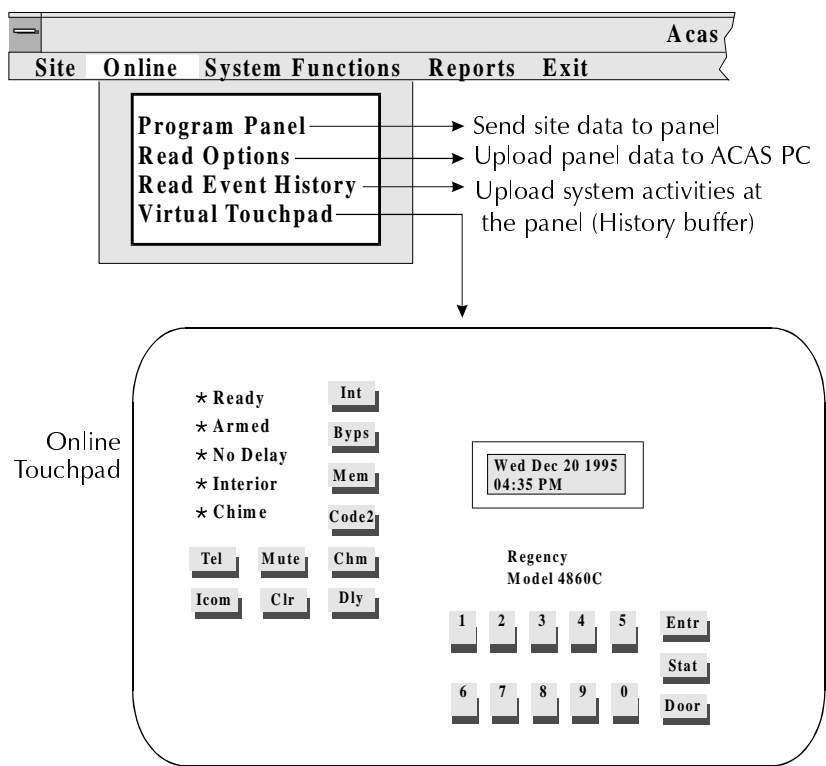 Acas
Site Online System Functions Reports Exit
Program Panel Send site data to panel
Read Options Upload panel data to ACAS PC
Read Event History Upload system activities at
the panel (History buffer)
Virtual Touchpad
Online
Touchpad
* Ready
* Armed
* No Delay
* Interior
* Chime
Int
Byps
Mem
Code2
Tel Mute Chm
Icom Clr Dly
Wed Dec 20 1995
04:35 PM
Regency
Model 4860C
1 2 3 4 5 Entr
Stat
6 7 8 9 0 Door